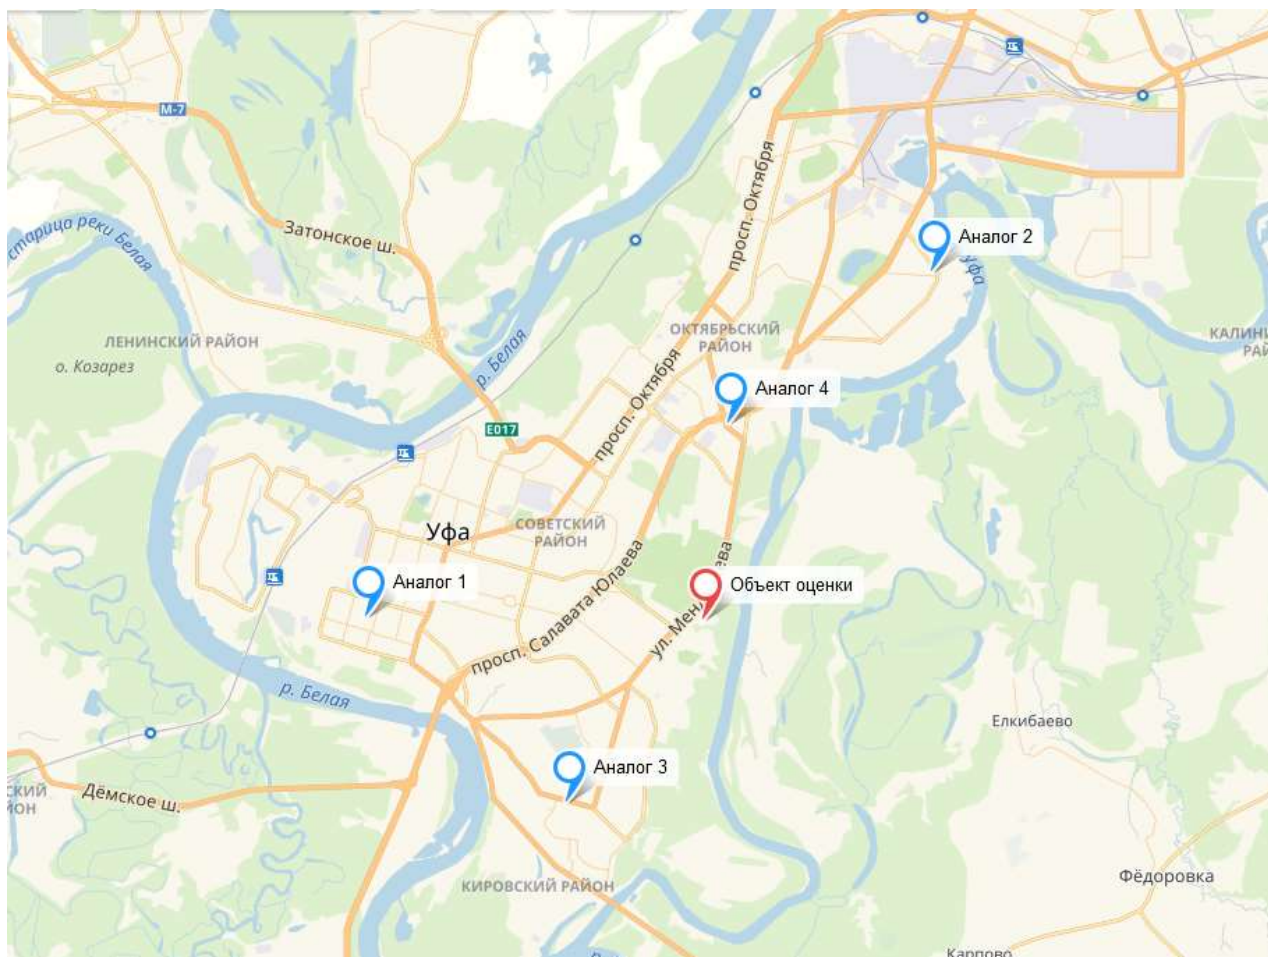 М-7
просп. Октября
старица реки Белая
Затонское ш.
Аналог 2
р. Уфа
ЛЕНИНСКИЙ РАЙОН
о. Козарез
р. Белая
ОКТЯБРЬСКИЙ
РАЙОН
просп. Октября
Аналог 4
E017
Уфа
СОВЕТСКИЙ
РАЙОН
Аналог 1
Объект оценки
просп. Салавата Юлаева
р. Белая
Елкибаево
Аналог 3
Дёмское ш.
КИРОВСКИЙ РАЙОН
Фёдоровка
Карпово